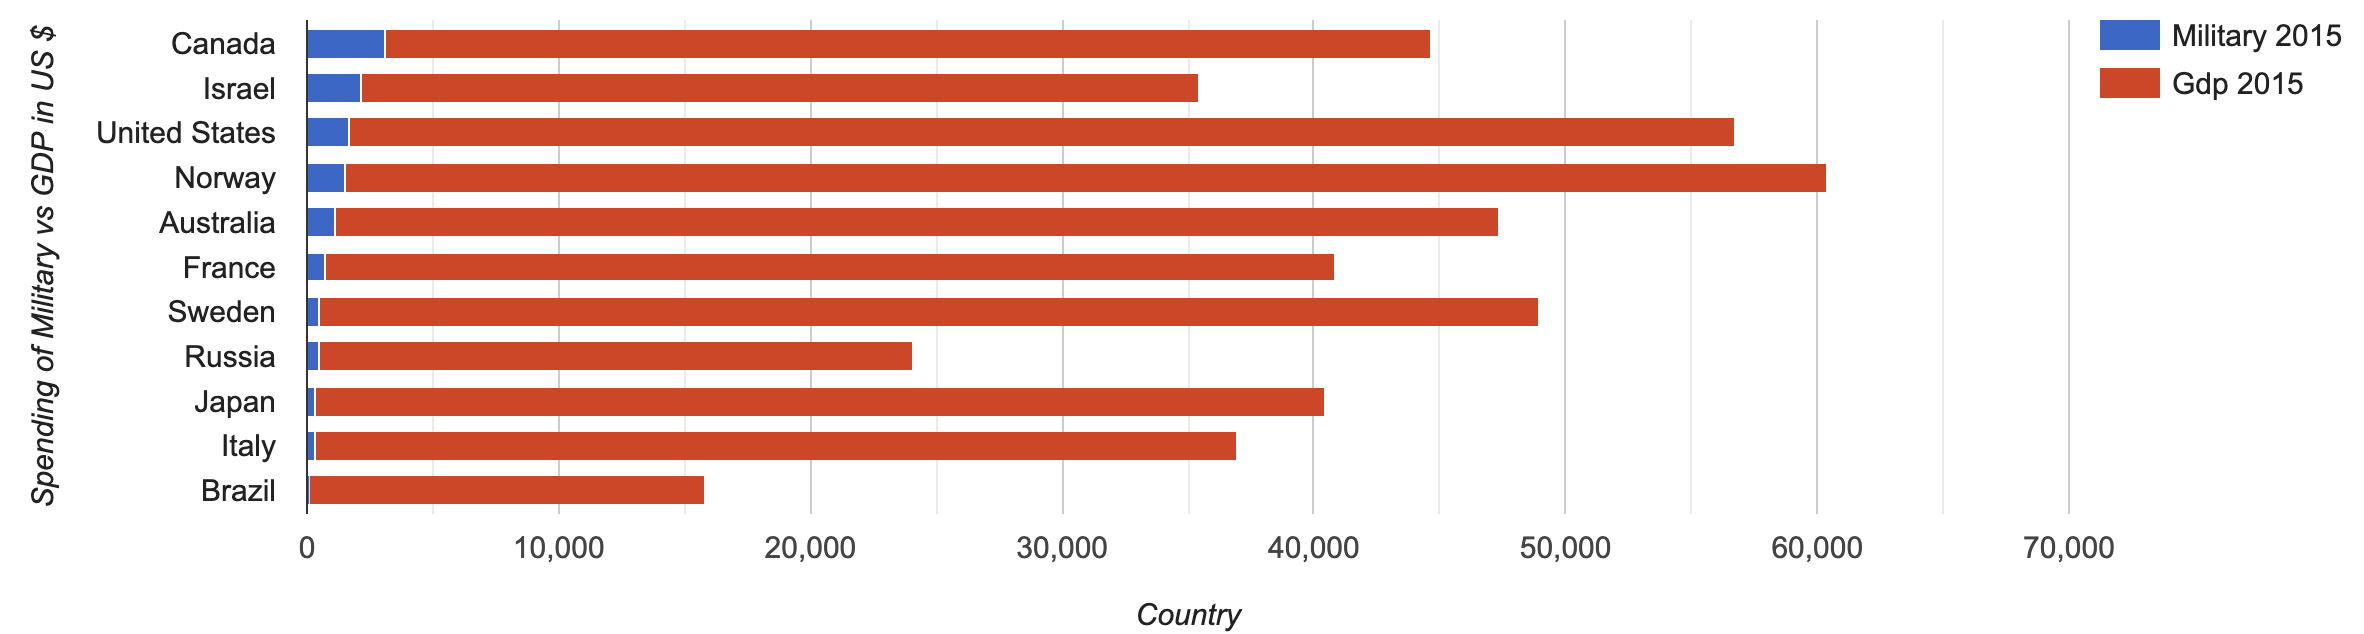 Spending of Military vs GDP in US $
Canada
Israel
United States
Norway
Australia
France
Sweden
Russia
Japan
Italy
Brazil
0 10,000 20,000 30,000 40,000 50,000 60,000 70,000
Country
Military 2015
Gdp 2015